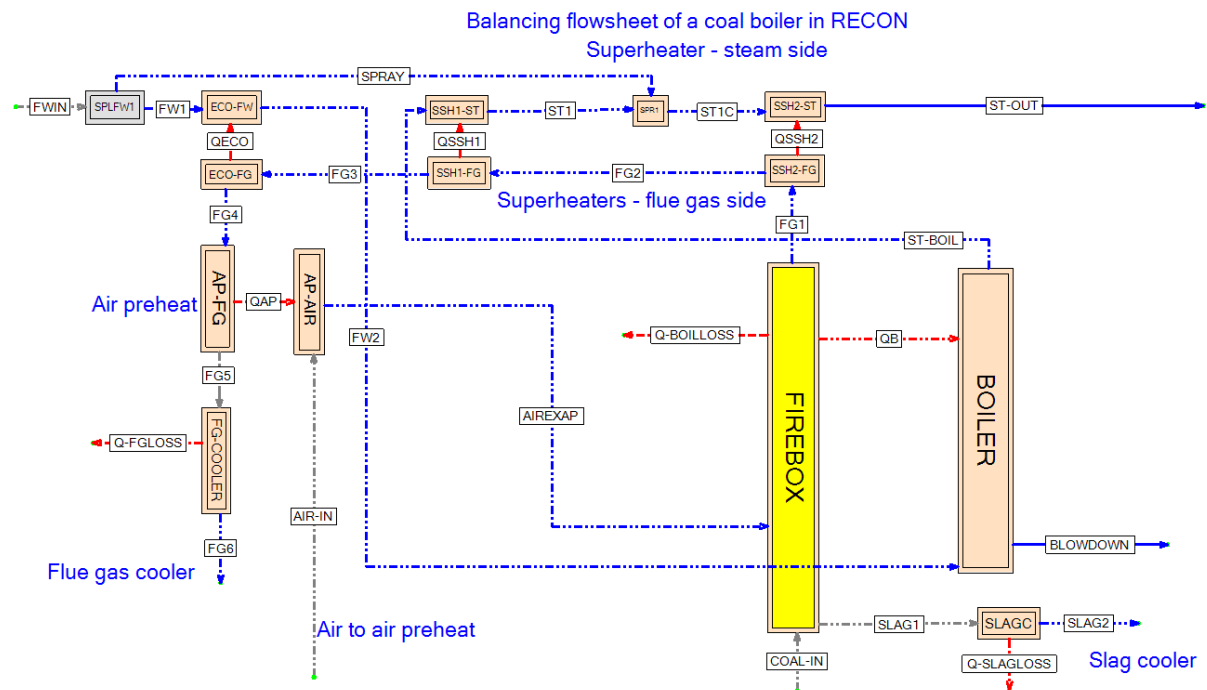 Balancing flowsheet of a coal boiler in RECON
Superheater - steam side
SPRAY
FWIN
SPLFW1
FW1
ECO-FW
SSH1-ST
ST1
SPR1
ST1C
SSH2-ST
ST-OUT
QECO
QSSH1
QSSH2
ECO-FG
FG3
SSH1-FG
FG2
SSH2-FG
Superheaters - flue gas side
FG4
FG1
ST-BOIL
Air preheat
AP-FG
QAP
AP-AIR
FW2
Q-BOILLOSS
QB
FG5
FIREBOX
BOILER
AIREXAP
Q-FGLOSS
FG-COOLER
AIR-IN
FG6
BLOWDOWN
Flue gas cooler
Air to air preheat
SLAG1
SLAGC
SLAG2
COAL-IN
Q-SLAGLOSS
Slag cooler